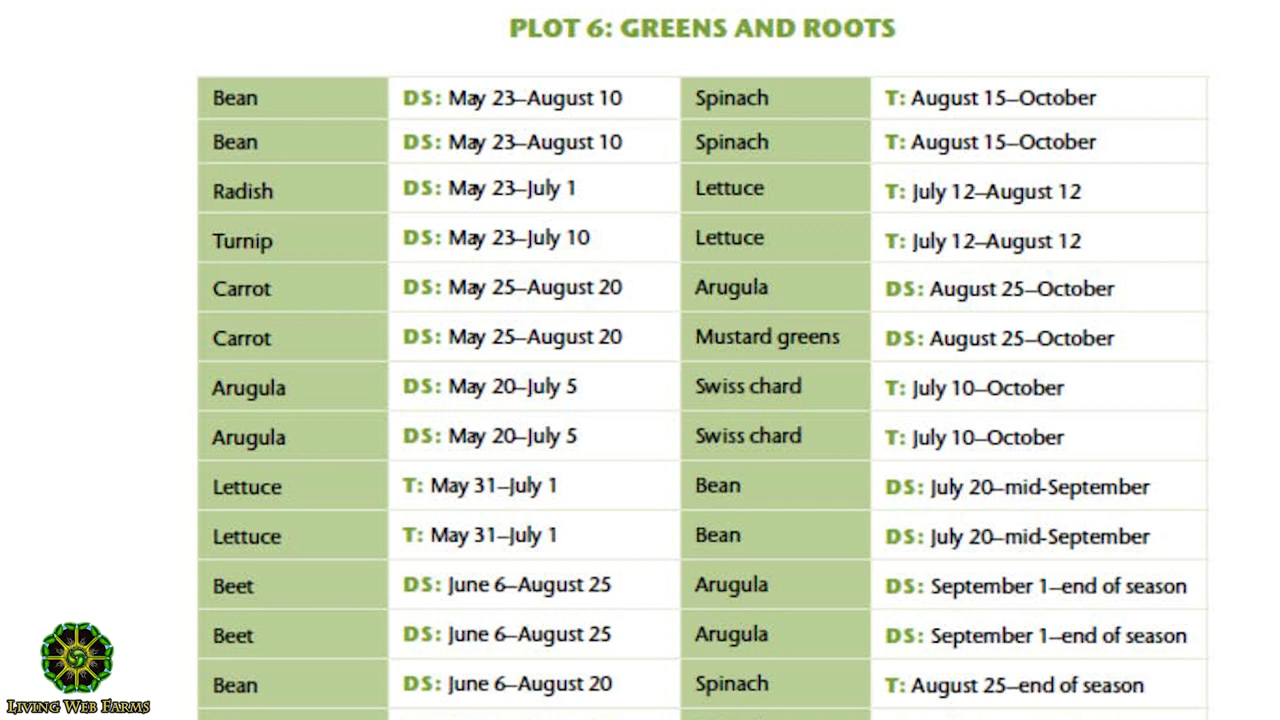 PLOT 6: GREENS AND ROOTS
Bean DS: May 23–August 10 Spinach T: August 15–October
Bean DS: May 23–August 10 Spinach T: August 15–October
Radish DS: May 23–July 1 Lettuce T: July 12–August 12
Turnip DS: May 23–July 10 Lettuce T: July 12–August 12
Carrot DS: May 25–August 20 Arugula DS: August 25–October
Carrot DS: May 25–August 20 Mustard greens DS: August 25–October
Arugula DS: May 20–July 5 Swiss chard T: July 10–October
Arugula DS: May 20–July 5 Swiss chard T: July 10–October
Lettuce T: May 31–July 1 Bean DS: July 20–mid-September
Lettuce T: May 31–July 1 Bean DS: July 20–mid-September
Beet DS: June 6–August 25 Arugula DS: September 1–end of season
Beet DS: June 6–August 25 Arugula DS: September 1–end of season
Bean DS: June 6–August 20 Spinach T: August 25–end of season
LIVING WEB FARMS